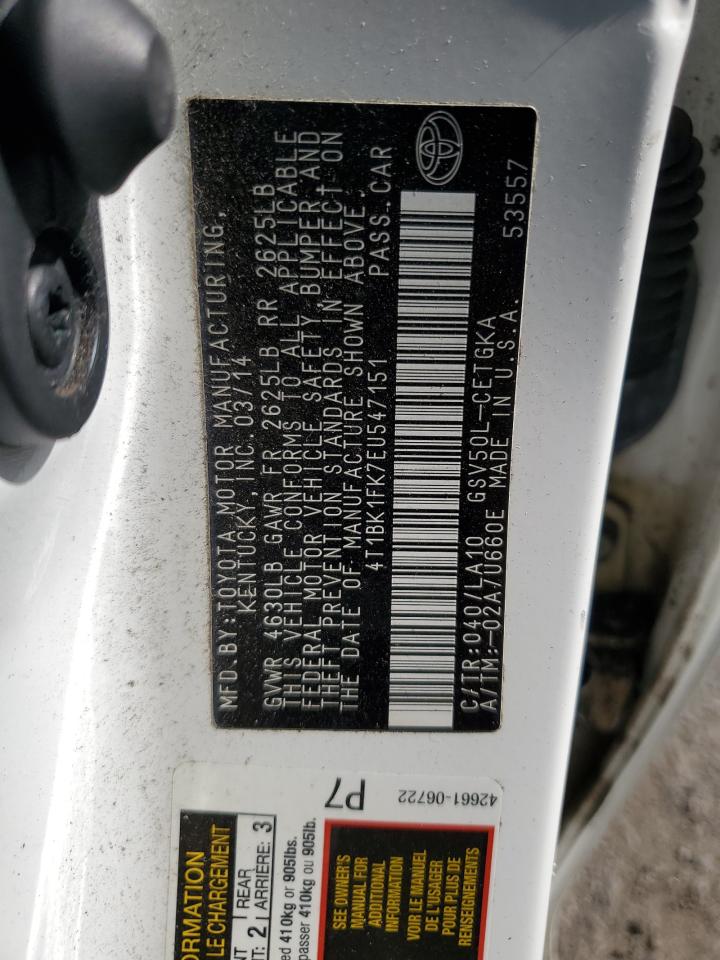 MFD.BY:TOYOTA MOTOR MANUFACTURING,
KENTUCKY, INC. 03/14
GVWR 4630LB GAWR FR 2625LB RR 2625LB
THIS VEHICLE CONFORMS TO ALL APPLICABLE
FEDERAL MOTOR VEHICLE SAFETY, BUMPER, AND
THEFT PREVENTION STANDARDS IN EFFECT ON
THE DATE OF MANUFACTURE SHOWN ABOVE.
4T1BK1FK7EU547151 PASS.CAR
C/TR:040/LA10 GSV50L-CETGKA
A/TM:-02A/U660E MADE IN U.S.A. 53557
P7
42661-06722
ORMATION
LE CHARGEMENT
NT 2 REAR 3
NT: ARRIÈRE:
ed 410kg or 905lbs.
passer 410kg ou 905lb.
SEE OWNER'S
MANUAL FOR
ADDITIONAL
INFORMATION
VOIR LE MANUEL
DE L'USAGER
POUR PLUS DE
RENSEIGNEMENTS